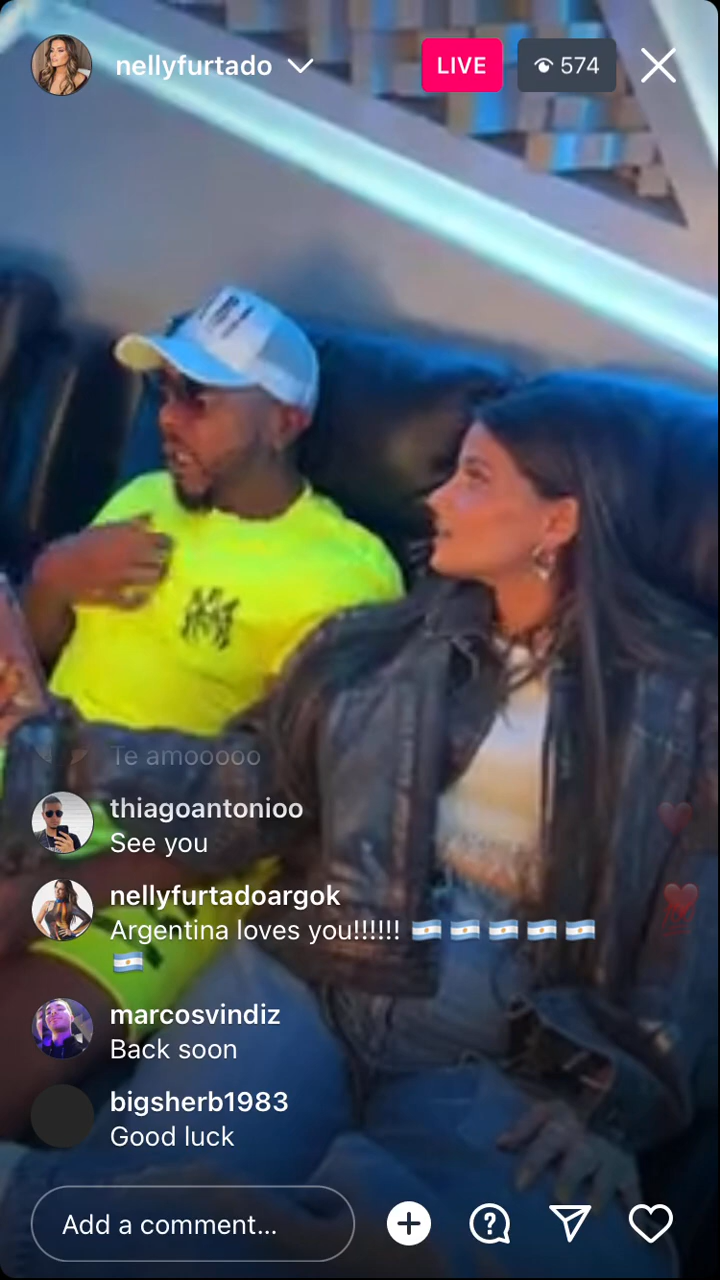 nellyfurtado
LIVE
574
Te amooooo
thiagoantonioo
See you
nellyfurtadoargok
Argentina loves you!!!!!! 🇦🇷 🇦🇷 🇦🇷 🇦🇷 🇦🇷
🇦🇷
marcosvindiz
Back soon
bigsherb1983
Good luck
Add a comment...